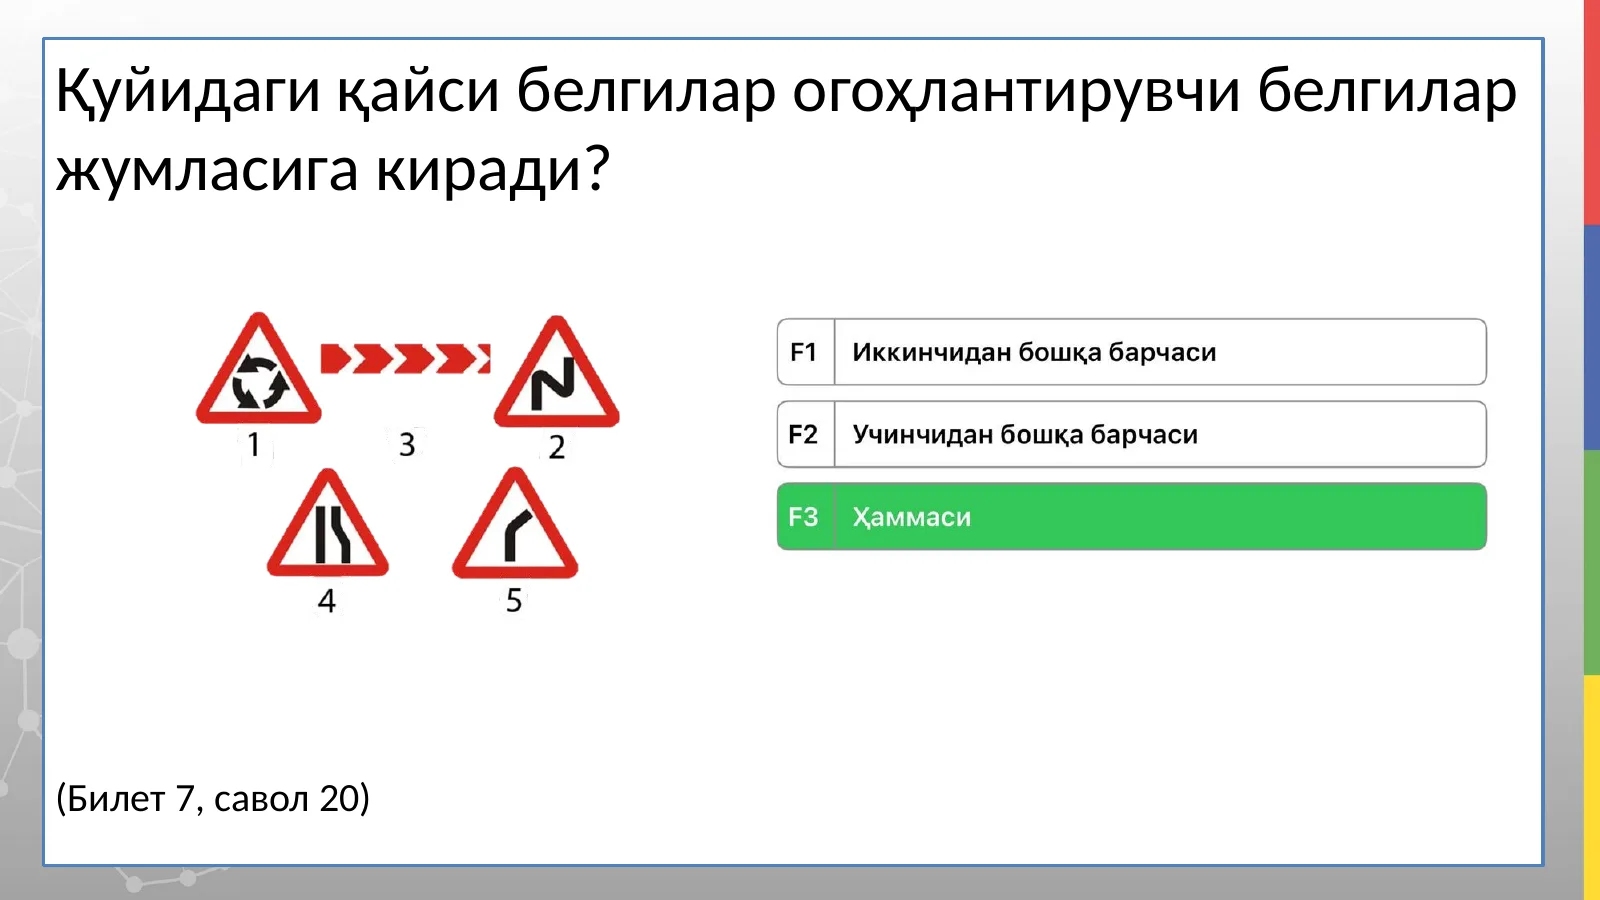 Қуйидаги қайси белгилар огоҳлантирувчи белгилар
жумласига киради?
1
3
2
4
5
F1 Иккинчидан бошқа барчаси
F2 Учинчидан бошқа барчаси
F3 Ҳаммаси
(Билет 7, савол 20)